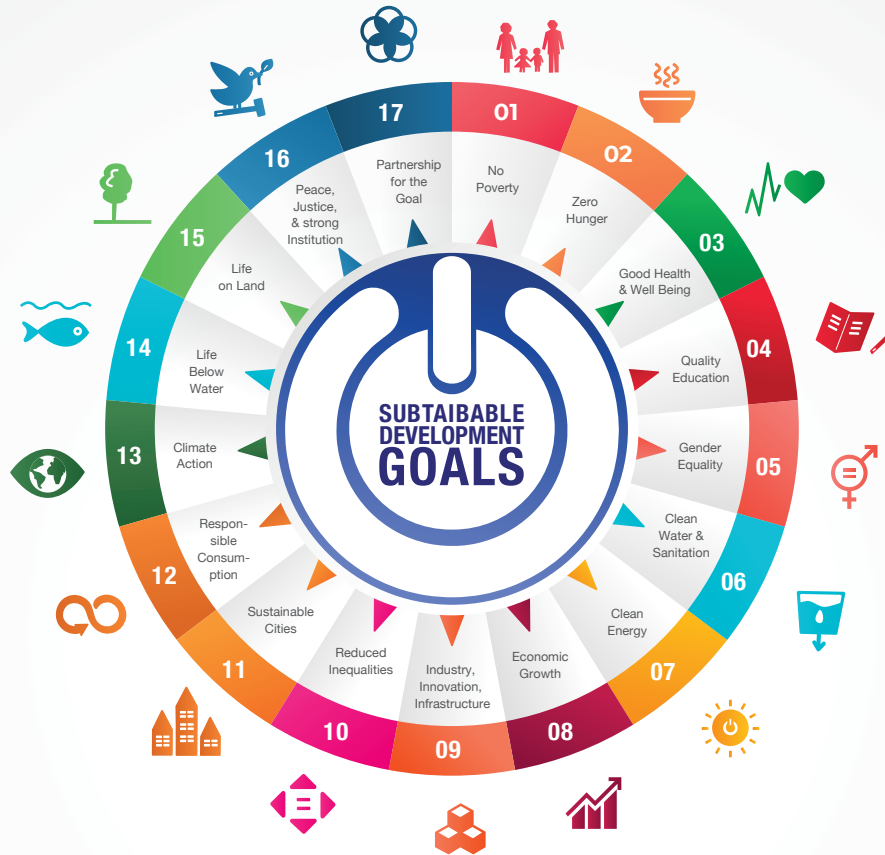 SUBTAIBABLE
DEVELOPMENT
GOALS
01
No
Poverty
02
Zero
Hunger
03
Good Health
& Well Being
04
Quality
Education
05
Gender
Equality
06
Clean
Water &
Sanitation
07
Clean
Energy
08
Economic
Growth
09
Industry,
Innovation,
Infrastructure
10
Reduced
Inequalities
11
Sustainable
Cities
12
Respon-
sible
Consum-
ption
13
Climate
Action
14
Life
Below
Water
15
Life
on Land
16
Peace,
Justice,
& strong
Institution
17
Partnership
for the
Goal